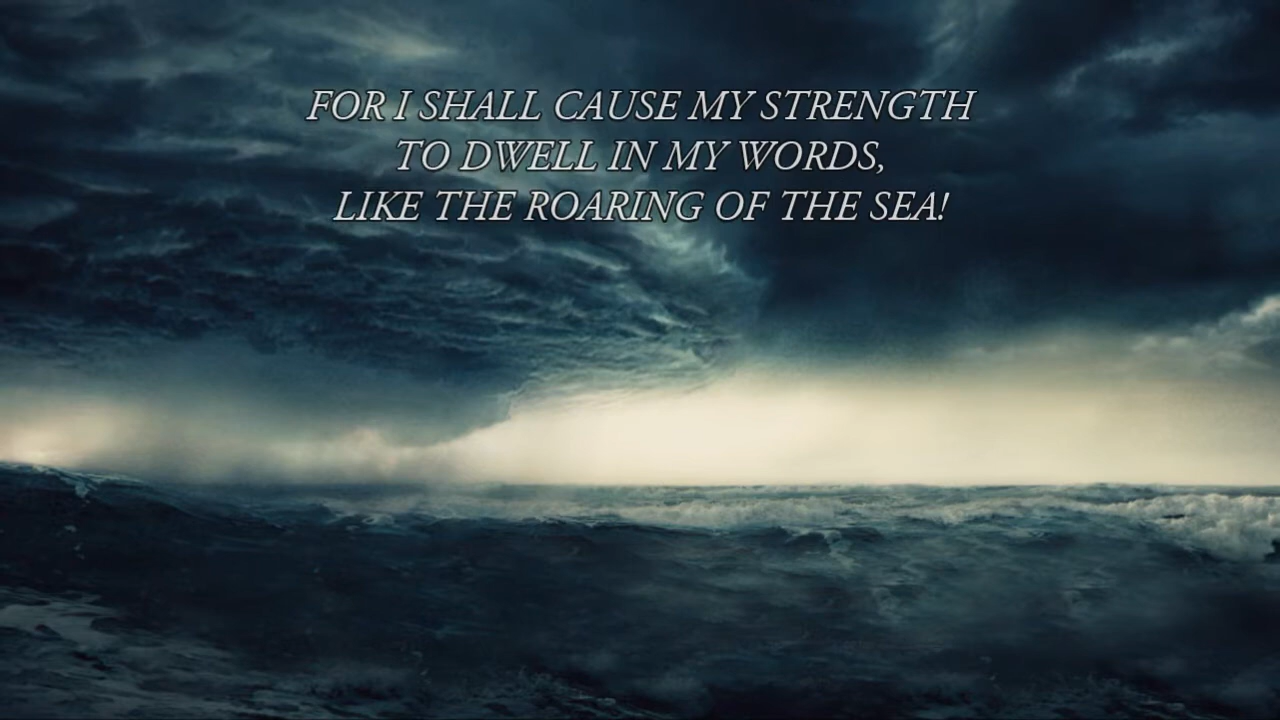 FOR I SHALL CAUSE MY STRENGTH
TO DWELL IN MY WORDS,
LIKE THE ROARING OF THE SEA!